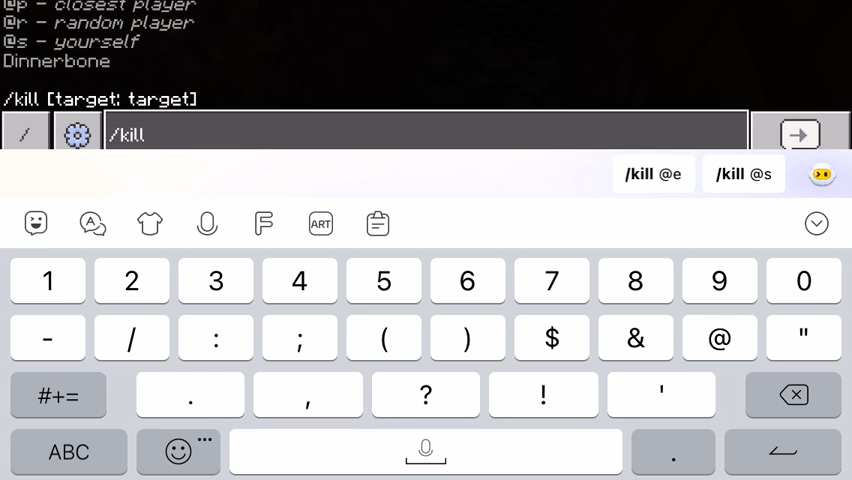 @p - closest player
@r - random player
@s - yourself
Dinnerbone
/kill [target: target]
/ /kill
/kill @e /kill @s
A F ART
1 2 3 4 5 6 7 8 9 0
- / : ; ( ) $ & @ "
#+= . , ? ! '
ABC .